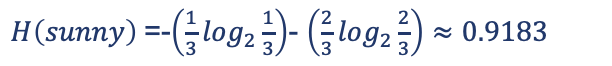 H(sunny) =-(1/3 log₂ 1/3)- (2/3 log₂ 2/3) ≈ 0.9183